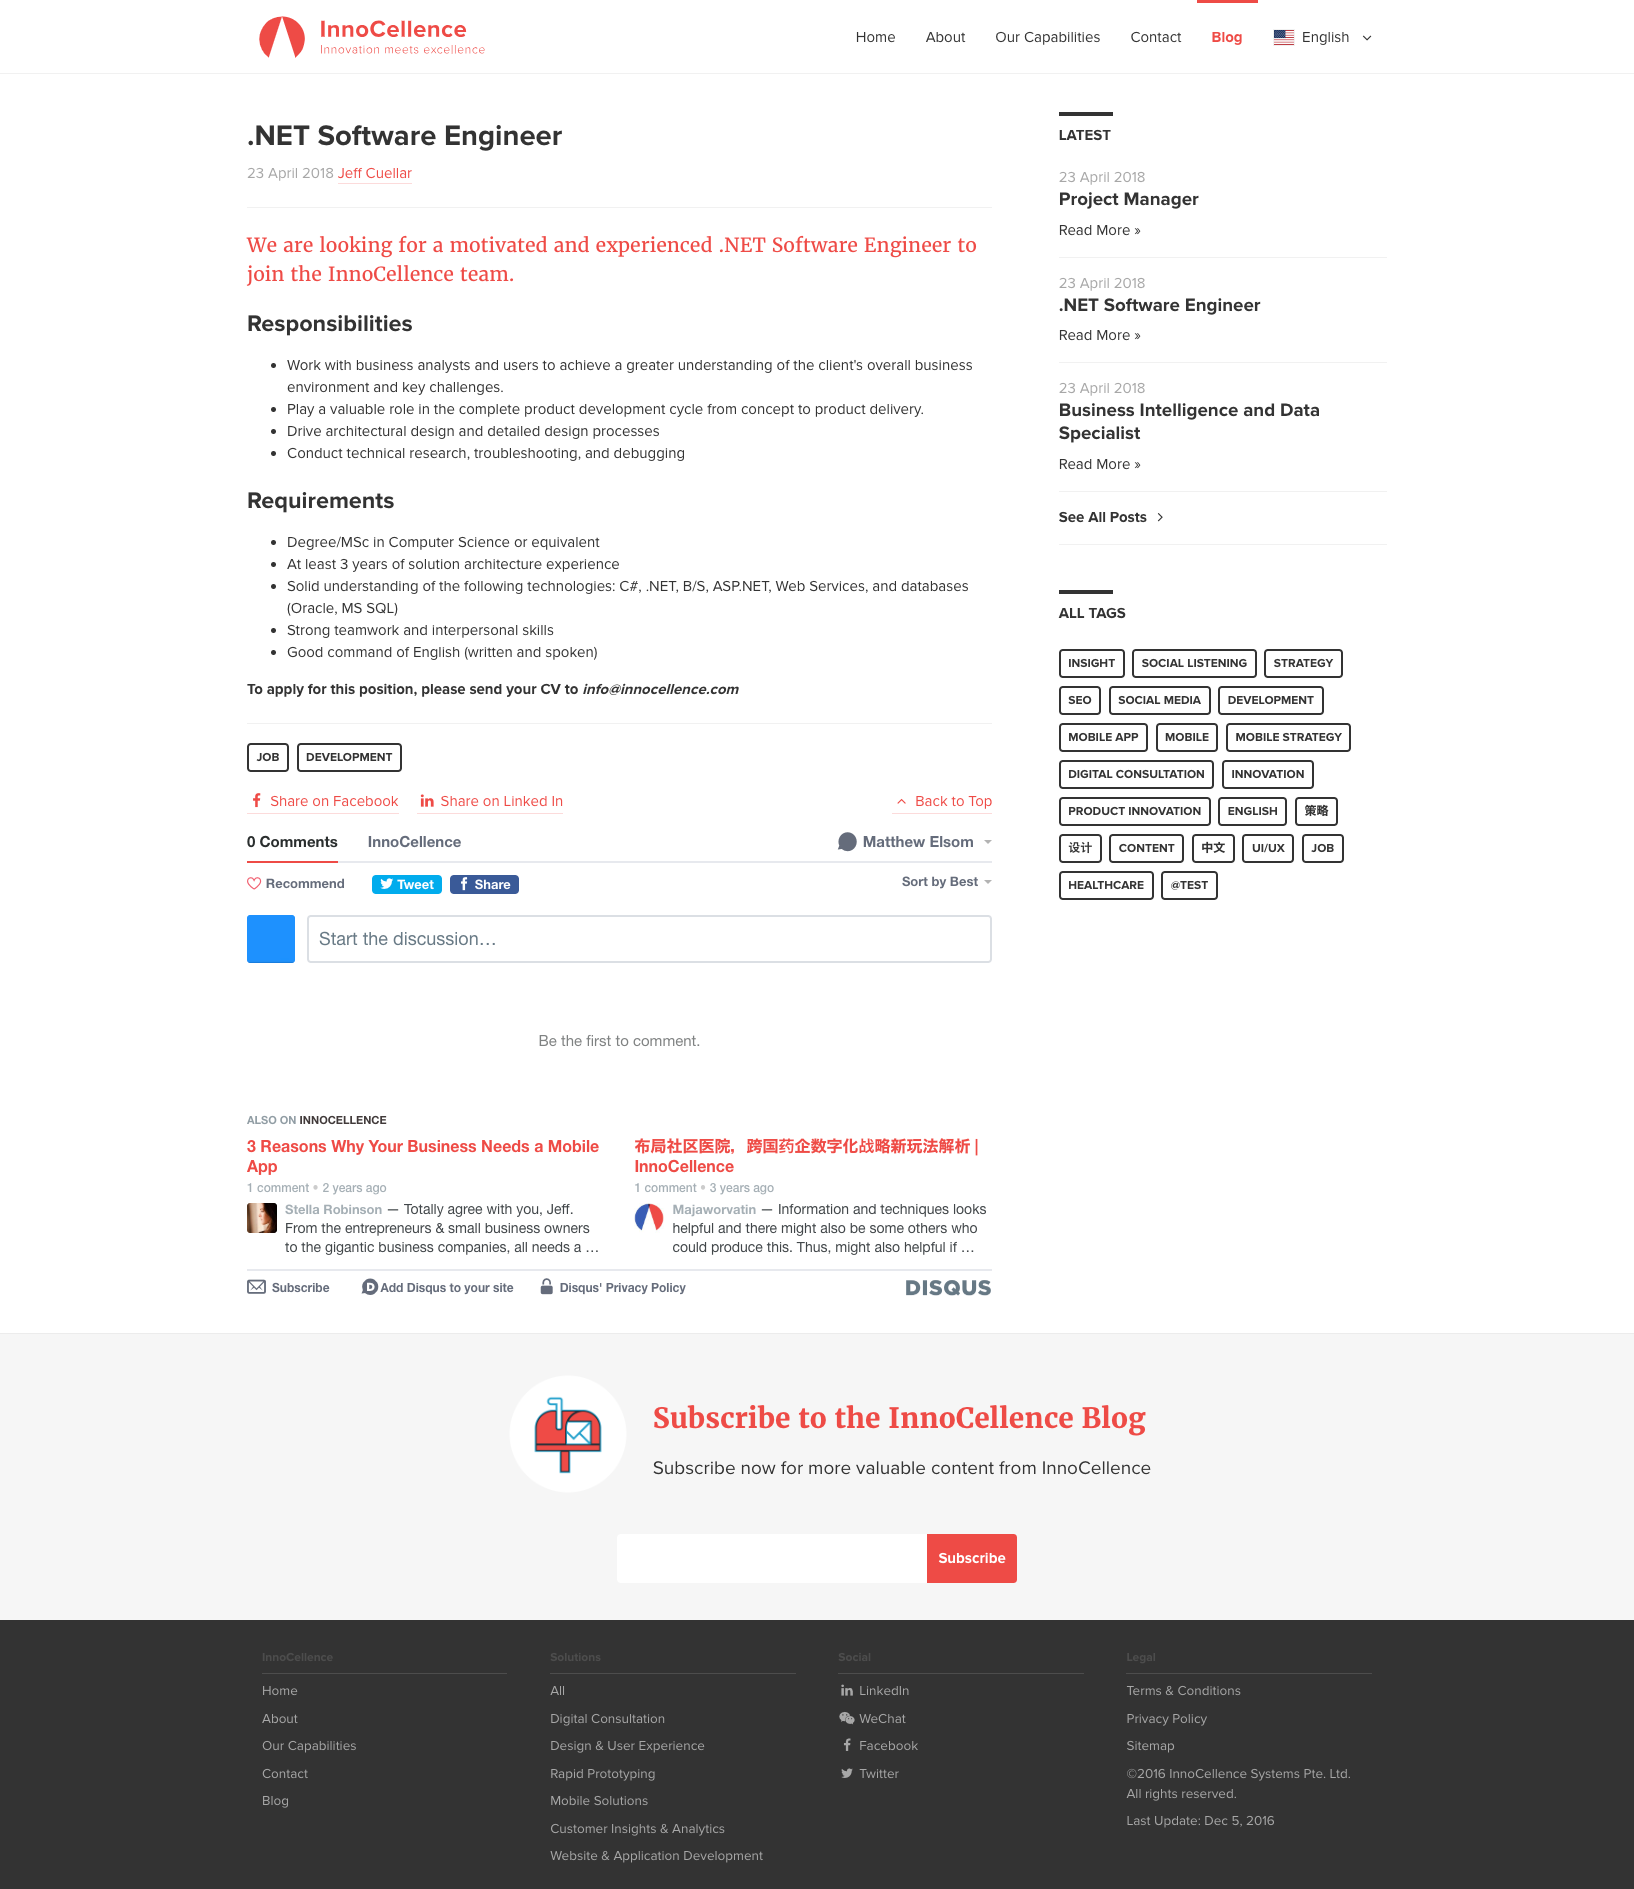 InnoCellence
Innovation meets excellence
Home
About
Our Capabilities
Contact
Blog
English
.NET Software Engineer
23 April 2018 Jeff Cuellar
We are looking for a motivated and experienced .NET Software Engineer to
join the InnoCellence team.
Responsibilities
Work with business analysts and users to achieve a greater understanding of the client's overall business
environment and key challenges.
Play a valuable role in the complete product development cycle from concept to product delivery.
Drive architectural design and detailed design processes
Conduct technical research, troubleshooting, and debugging
Requirements
Degree/MSc in Computer Science or equivalent
At least 3 years of solution architecture experience
Solid understanding of the following technologies: C#, .NET, B/S, ASP.NET, Web Services, and databases
(Oracle, MS SQL)
Strong teamwork and interpersonal skills
Good command of English (written and spoken)
To apply for this position, please send your CV to info@innocellence.com
JOB
DEVELOPMENT
Share on Facebook
Share on Linked In
Back to Top
0 Comments
InnoCellence
Matthew Elsom
Recommend
Tweet
Share
Sort by Best
Start the discussion…
Be the first to comment.
ALSO ON INNOCELLENCE
3 Reasons Why Your Business Needs a Mobile
App
1 comment • 2 years ago
Stella Robinson — Totally agree with you, Jeff.
From the entrepreneurs & small business owners
to the gigantic business companies, all needs a …
布局社区医院，跨国药企数字化战略新玩法解析 |
InnoCellence
1 comment • 3 years ago
Majaworvatin — Information and techniques looks
helpful and there might also be some others who
could produce this. Thus, might also helpful if …
Subscribe
Add Disqus to your site
Disqus' Privacy Policy
DISQUS
LATEST
23 April 2018
Project Manager
Read More »
23 April 2018
.NET Software Engineer
Read More »
23 April 2018
Business Intelligence and Data
Specialist
Read More »
See All Posts
ALL TAGS
INSIGHT
SOCIAL LISTENING
STRATEGY
SEO
SOCIAL MEDIA
DEVELOPMENT
MOBILE APP
MOBILE
MOBILE STRATEGY
DIGITAL CONSULTATION
INNOVATION
PRODUCT INNOVATION
ENGLISH
策略
设计
CONTENT
中文
UI/UX
JOB
HEALTHCARE
@TEST
Subscribe to the InnoCellence Blog
Subscribe now for more valuable content from InnoCellence
Subscribe
InnoCellence
Home
About
Our Capabilities
Contact
Blog
Solutions
All
Digital Consultation
Design & User Experience
Rapid Prototyping
Mobile Solutions
Customer Insights & Analytics
Website & Application Development
Social
LinkedIn
WeChat
Facebook
Twitter
Legal
Terms & Conditions
Privacy Policy
Sitemap
©2016 InnoCellence Systems Pte. Ltd.
All rights reserved.
Last Update: Dec 5, 2016